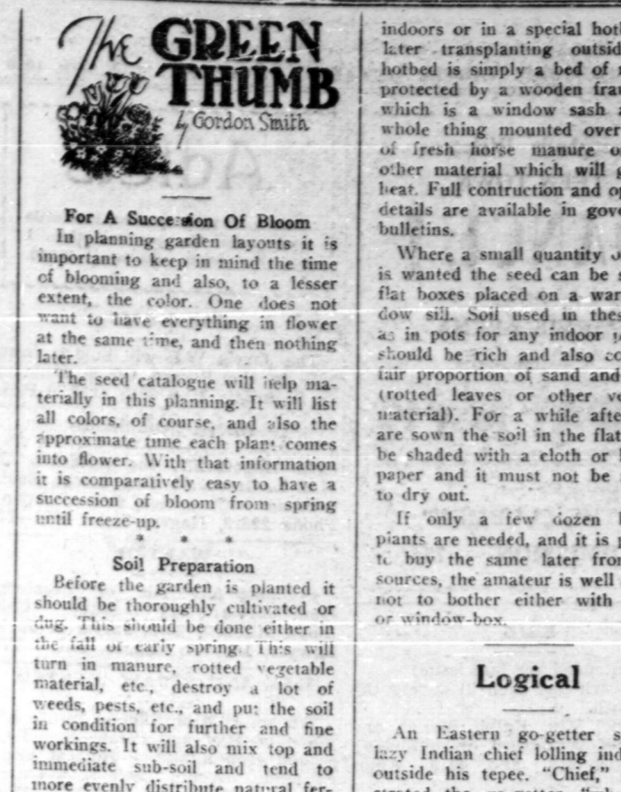 The GREEN
THUMB
by Gordon Smith
For A Succession Of Bloom
In planning garden layouts it is
important to keep in mind the time
of blooming and also, to a lesser
extent, the color. One does not
want to have everything in flower
at the same time, and then nothing
later.
The seed catalogue will help ma-
terially in this planning. It will list
all colors, of course, and also the
approximate time each plant comes
into flower. With that information
it is comparatively easy to have a
succession of bloom from spring
until freeze-up.
* * *
Soil Preparation
Before the garden is planted it
should be thoroughly cultivated or
dug. This should be done either in
the fall or early spring. This will
turn in manure, rotted vegetable
material, etc., destroy a lot of
weeds, pests, etc., and put the soil
in condition for further and fine
workings. It will also mix top and
immediate sub-soil and tend to
more evenly distribute natural fer-
indoors or in a special
later transplanting
hotbed is simply a bed of
protected by a wooden
which is a window sash
whole thing mounted over
of fresh horse manure
other material which will
heat. Full contruction and
details are available in
bulletins.
Where a small quantity
is wanted the seed can be
flat boxes placed on a
dow sill. Soil used in
as in pots for any indoor
should be rich and also
fair proportion of sand and
(rotted leaves or other
material). For a while
are sown the soil in the
be shaded with a cloth or
paper and it must not be
to dry out.
If only a few dozen
plants are needed, and it is
to buy the same later
sources, the amateur is well
not to bother either with
or window-box.
Logical
An Eastern go-getter
lazy Indian chief lolling
outside his tepee. "Chief,"